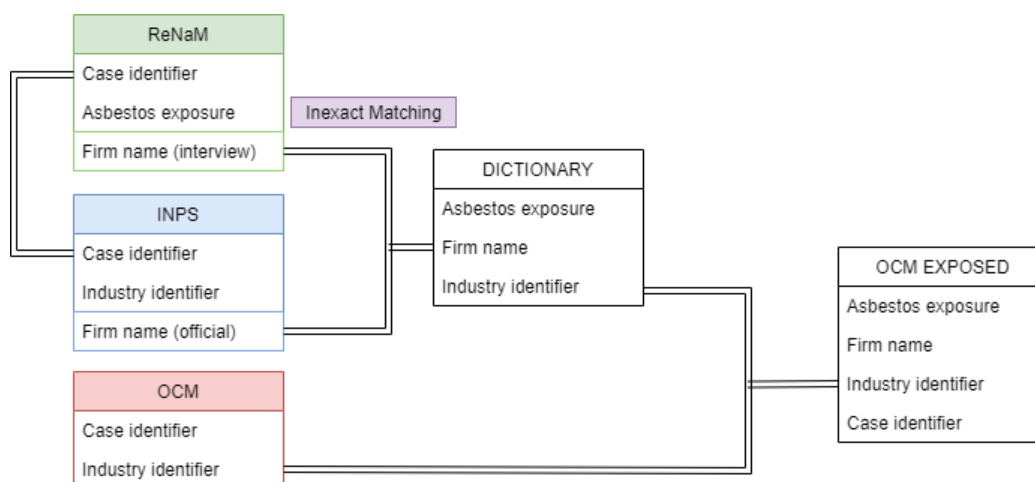 ReNaM
Case identifier
Asbestos exposure
Firm name (interview)
Inexact Matching
INPS
Case identifier
Industry identifier
Firm name (official)
OCM
Case identifier
Industry identifier
DICTIONARY
Asbestos exposure
Firm name
Industry identifier
OCM EXPOSED
Asbestos exposure
Firm name
Industry identifier
Case identifier